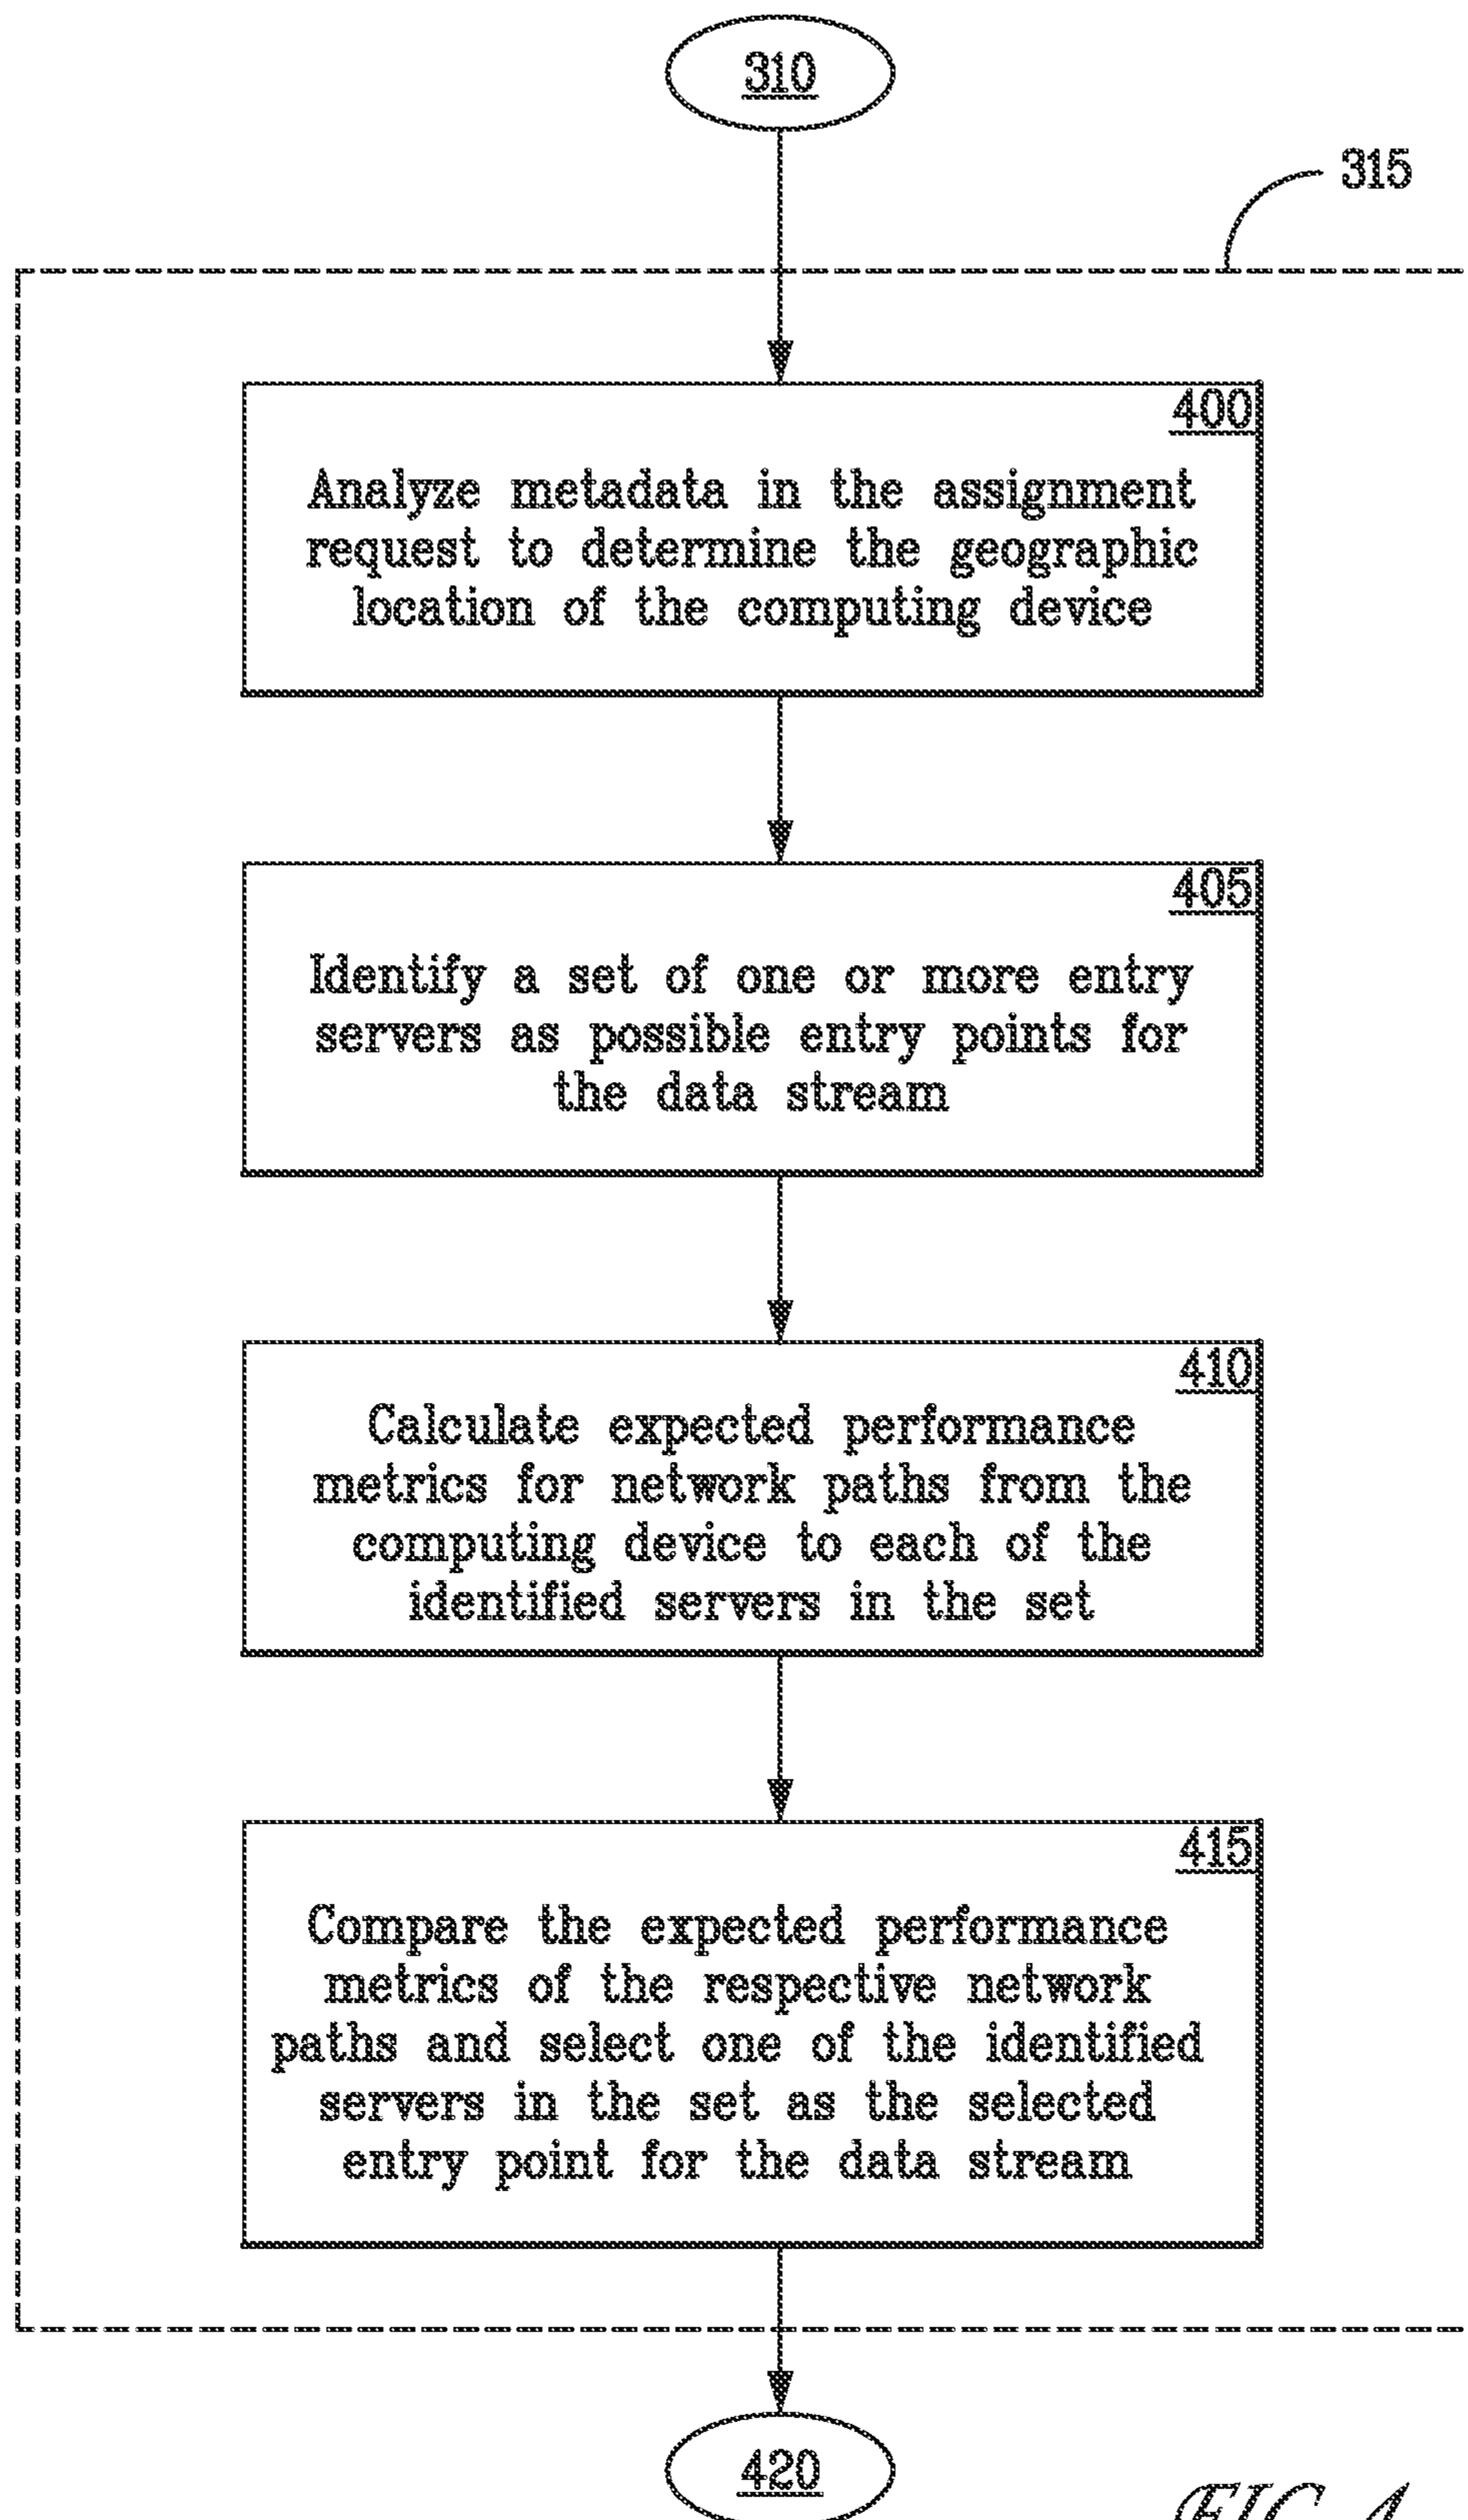 310
315
400
Analyze metadata in the assignment
request to determine the geographic
location of the computing device
405
Identify a set of one or more entry
servers as possible entry points for
the data stream
410
Calculate expected performance
metrics for network paths from the
computing device to each of the
identified servers in the set
415
Compare the expected performance
metrics of the respective network
paths and select one of the identified
servers in the set as the selected
entry point for the data stream
420